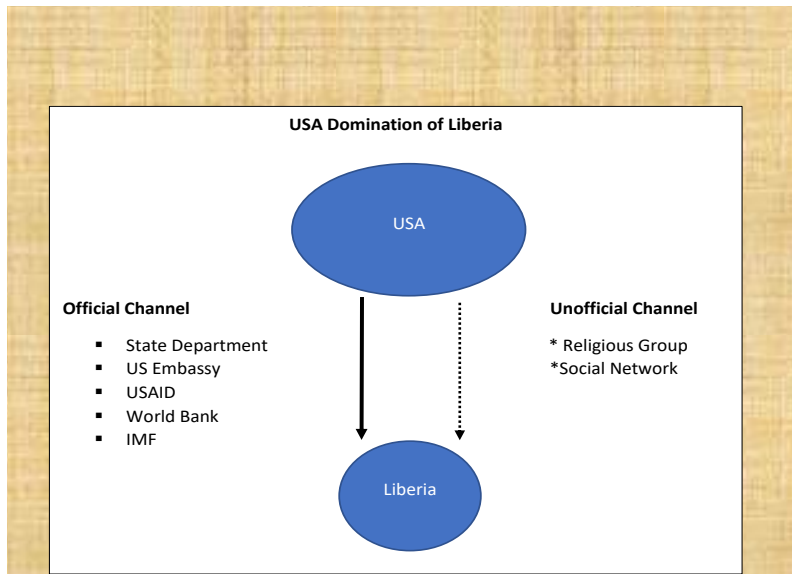 USA Domination of Liberia
USA
Official Channel
▪ State Department
▪ US Embassy
▪ USAID
▪ World Bank
▪ IMF
Unofficial Channel
* Religious Group
*Social Network
Liberia